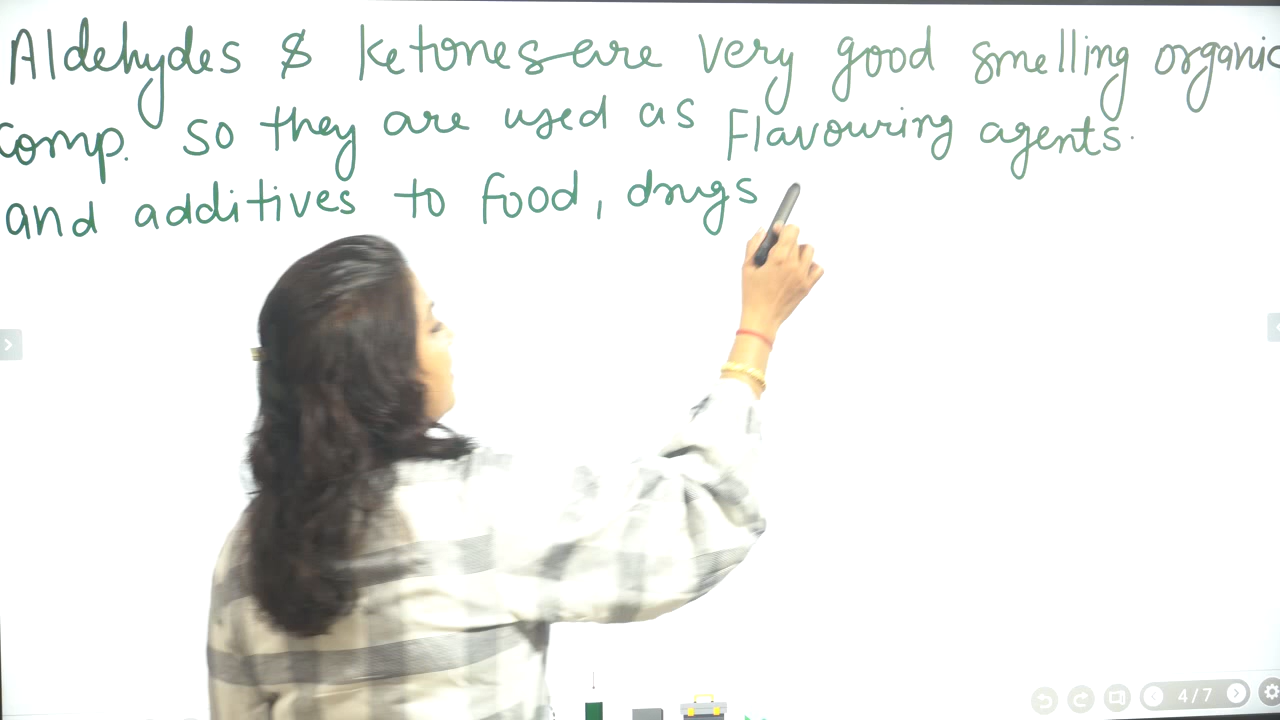 Aldehydes & ketones are very good smelling organic
comp. so they are used as Flavouring agents.
and additives to food, drugs
4/7